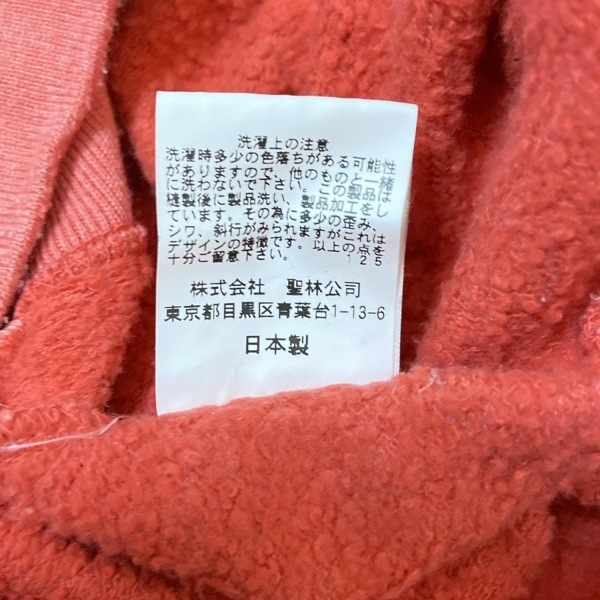 洗濯上の注意
洗濯時多少の色落ちがある可能性
がありますので、他のものと一緒
に洗わないで下さい。この製品は
縫製後に製品洗い、製品加工をし
ています。その為に多少の歪み、
シワ、斜行がみられますがこれは
デザインの特徴です。以上の点を
十分ご留意下さい。 125
株式会社 聖林公司
東京都目黒区青葉台1-13-6
日本製